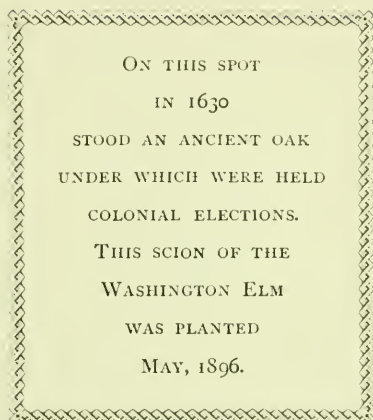 On this spot
in 1630
stood an ancient oak
under which were held
colonial elections.
This scion of the
Washington Elm
was planted
May, 1896.